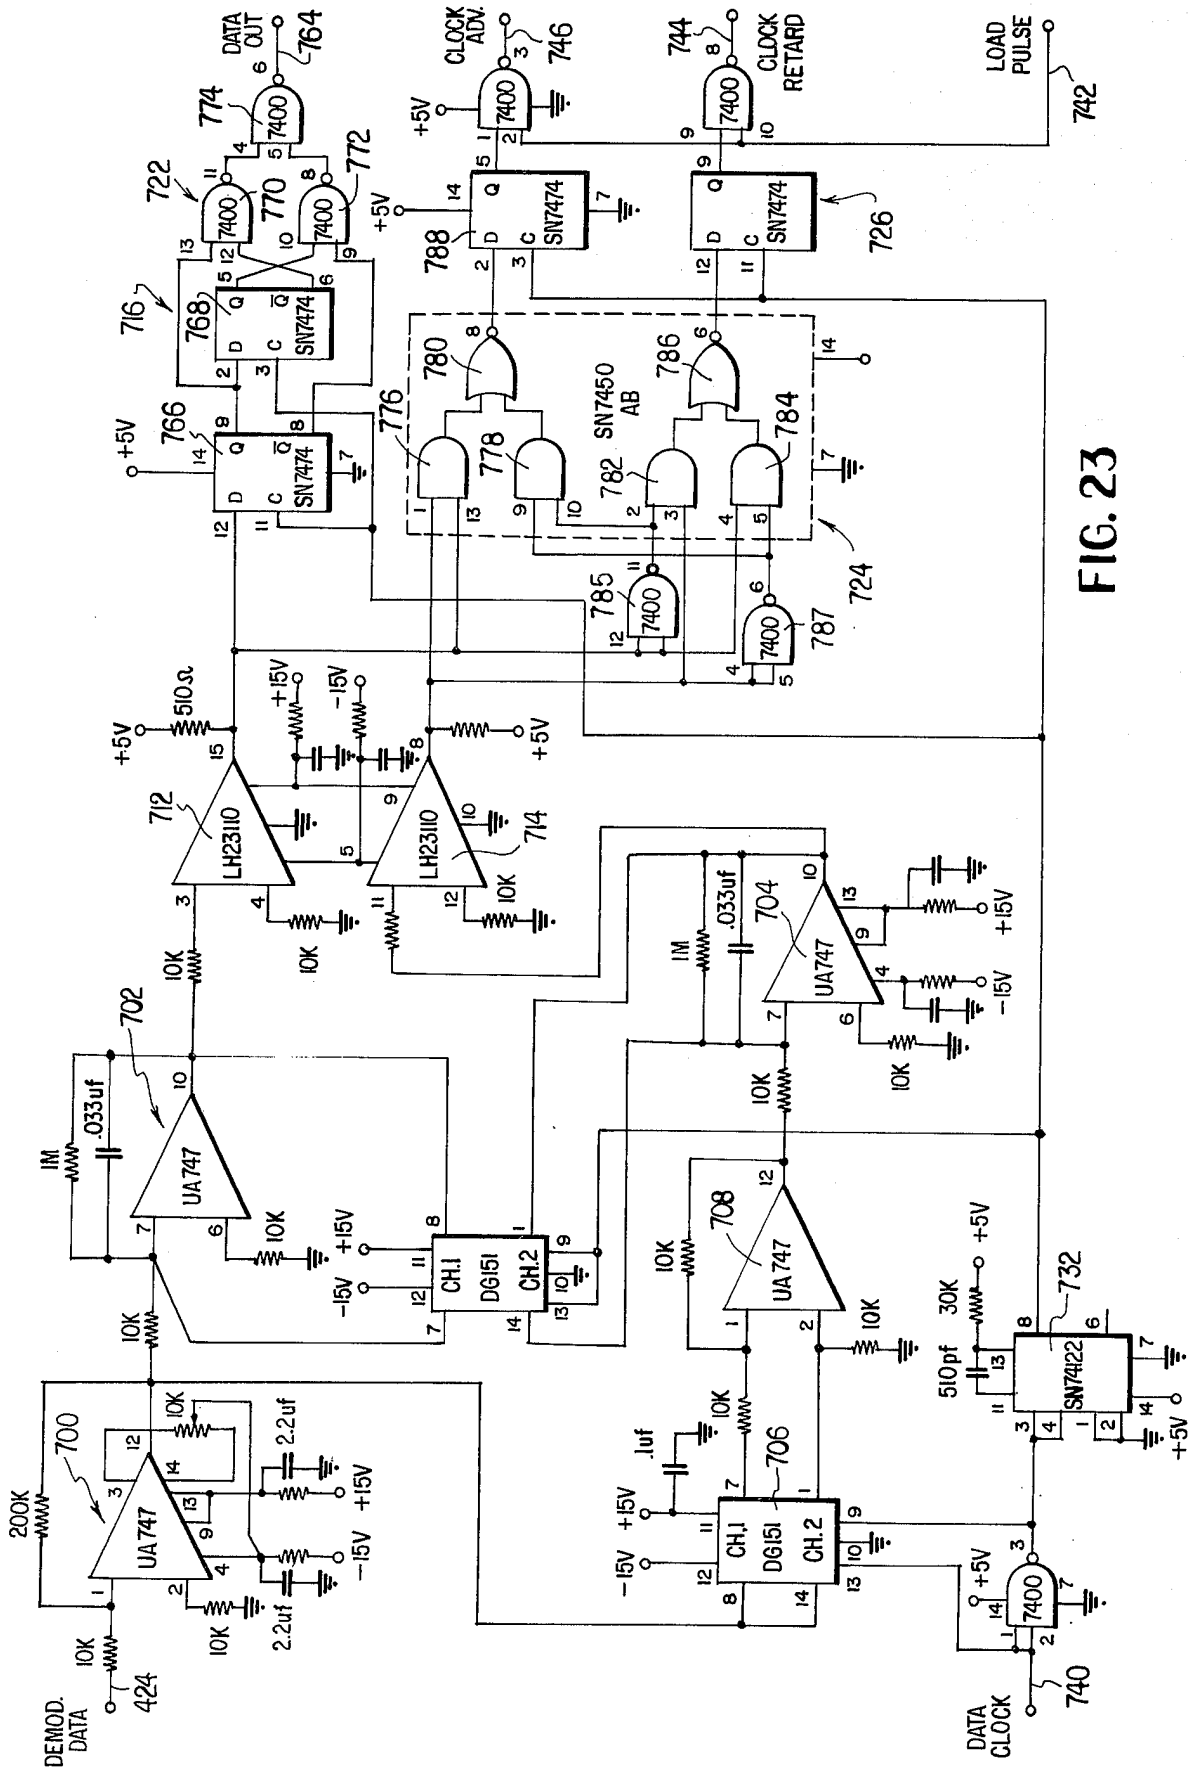 DEMOD.
DATA
424
10K
200K
700
1
2
3
UA747
12
14
13
9
4
10K
10K
2.2uf
2.2uf
-15V
+15V
10K
1M
.033uf
702
7
6
UA747
10
10K
-15V
+15V
12
11
7
8
CH.1
DG151
CH.2
14
1
13
10
9
10K
3
4
10K
712
LH23110
15
+5V
510Ω
+15V
-15V
5
9
11
12
10K
LH23110
8
10
714
+5V
+5V
766
14
12
11
D
C
Q
Q
SN7474
9
8
7
716
768
2
3
D
C
Q
Q
SN7474
5
6
722
13
12
11
7400
770
10
9
8
7400
772
774
4
5
7400
6
DATA
OUT
764
776
1
13
778
9
10
780
8
SN7450
AB
782
2
3
784
4
5
786
6
14
7
724
785
12
11
7400
787
4
5
6
7400
+5V
788
14
2
3
D
C
Q
SN7474
5
7
+5V
1
2
7400
3
CLOCK
ADV.
746
12
11
D
C
Q
SN7474
9
726
9
10
7400
8
744
CLOCK
RETARD
LOAD
PULSE
742
DATA
CLOCK
740
1
2
14
+5V
7400
3
7
-15V
+15V
.1uf
12
11
8
14
CH.1
DG151
CH.2
7
1
706
13
10
9
10K
10K
1
2
708
UA747
12
10K
10K
1M
.033uf
704
7
6
UA747
10
13
9
4
10K
-15V
+15V
510pf
30K
+5V
11
13
3
4
1
2
SN74122
8
6
732
14
7
+5V
FIG. 23